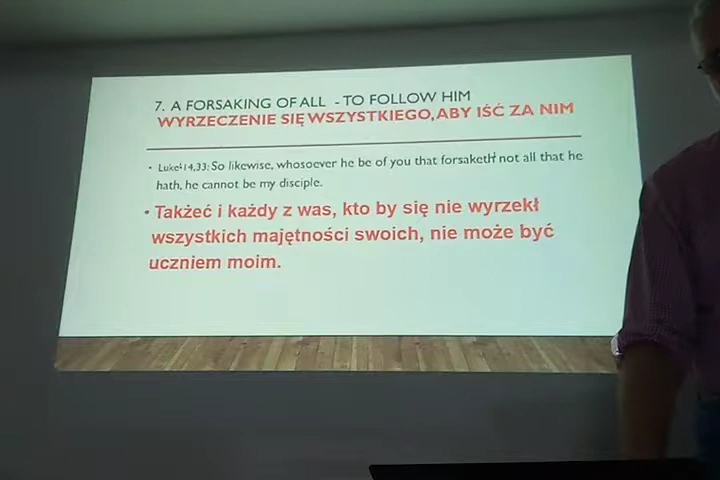 7. A FORSAKING OF ALL - TO FOLLOW HIM
WYRZECZENIE SIĘ WSZYSTKIEGO, ABY IŚĆ ZA NIM
• Luke 14,33: So likewise, whosoever he be of you that forsaketh not all that he
hath, he cannot be my disciple.
• Takżeć i każdy z was, kto by się nie wyrzekł
wszystkich majętności swoich, nie może być
uczniem moim.